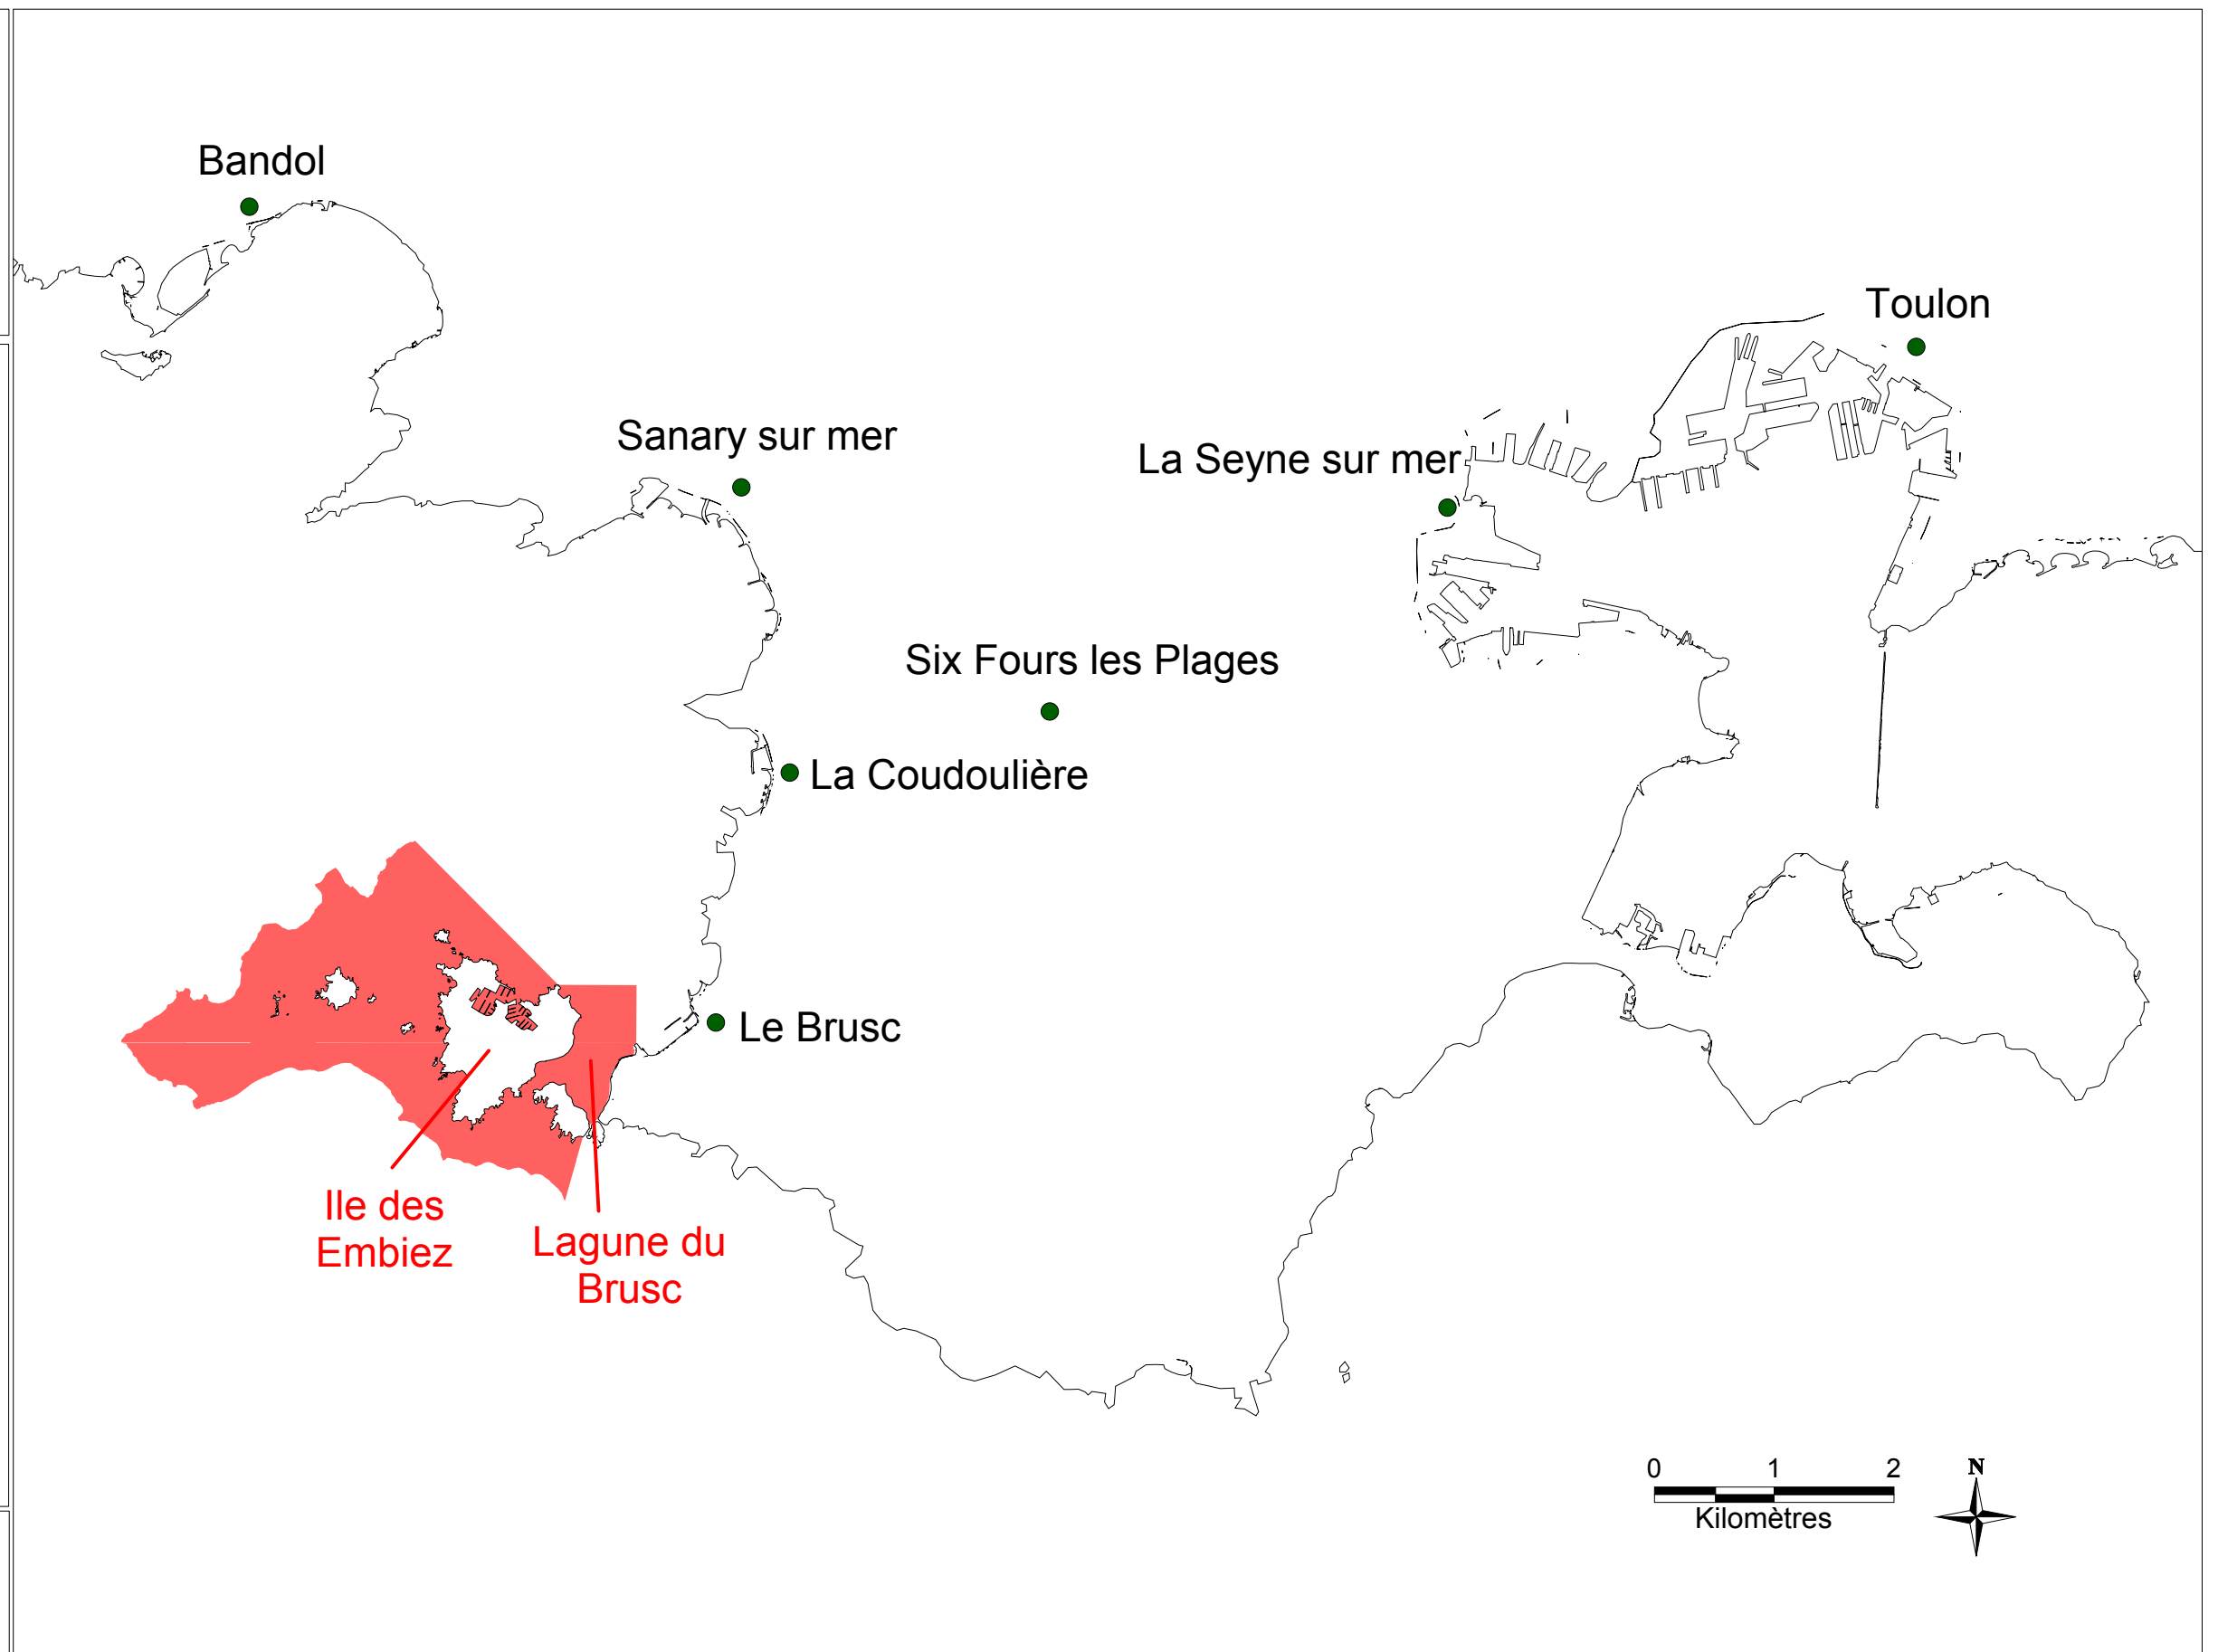 Bandol
Toulon
Sanary sur mer
La Seyne sur mer
Six Fours les Plages
La Coudoulière
Le Brusc
Ile des
Embiez
Lagune du
Brusc
0 1 2
Kilomètres
N